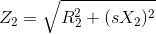 Z_2 = \sqrt{R_2^2 + (sX_2)^2}